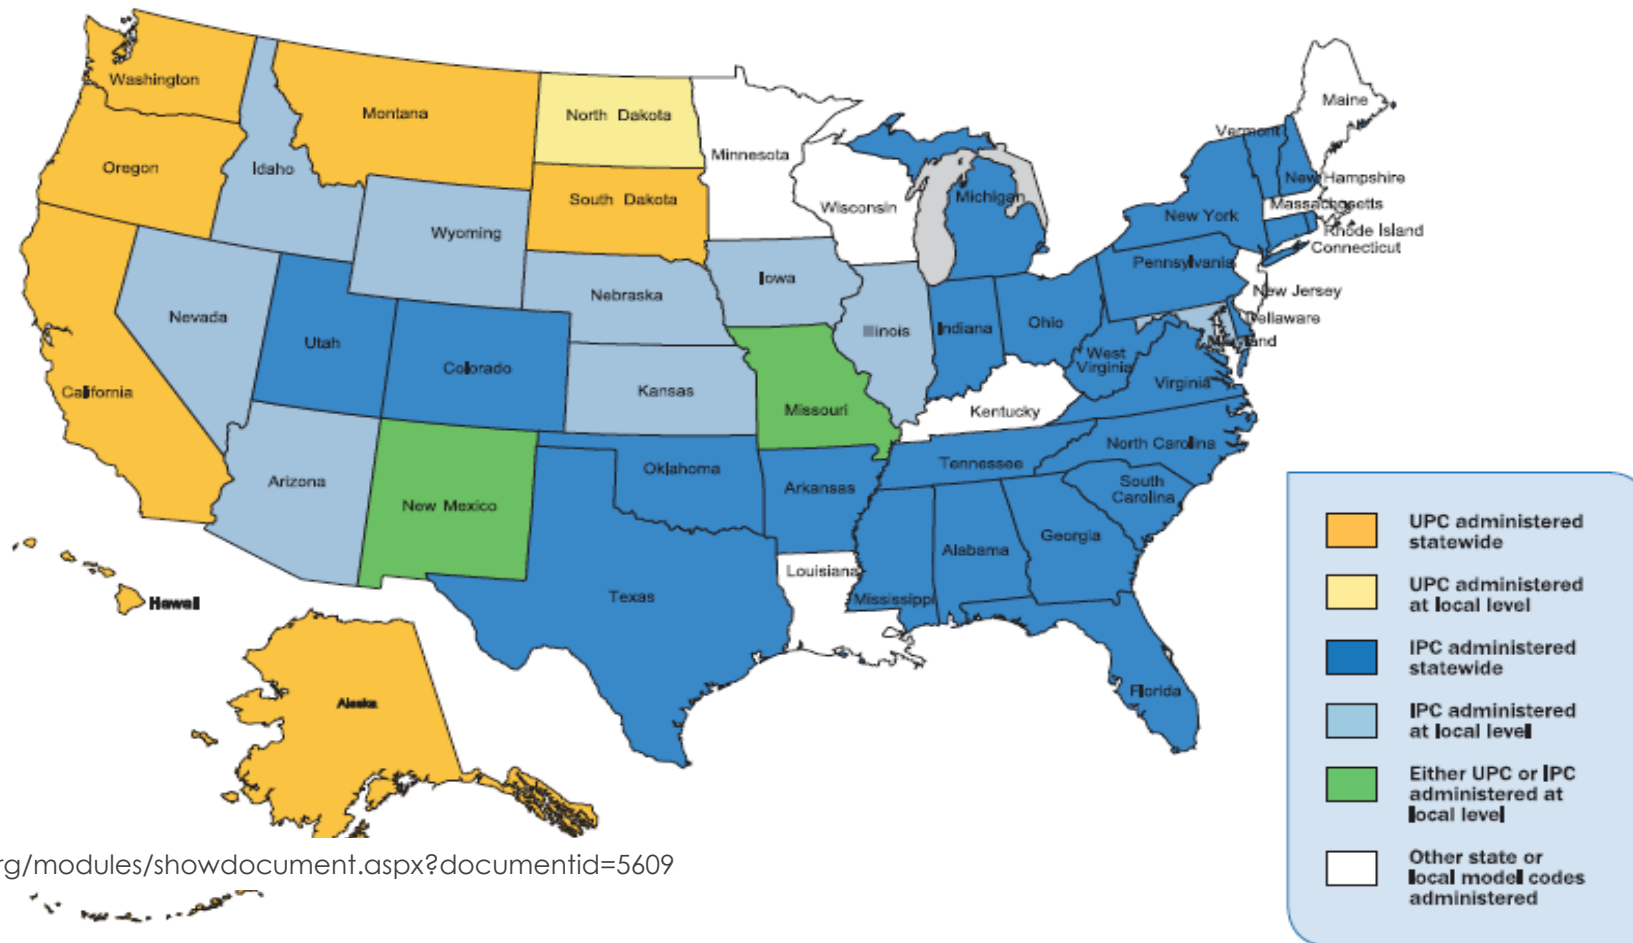 Washington
Montana
North Dakota
Minnesota
Maine
Oregon
Idaho
South Dakota
Wisconsin
Michigan
Vermont
New Hampshire
Massachusetts
New York
Rhode Island
Connecticut
Wyoming
Pennsylvania
Iowa
Nebraska
New Jersey
Nevada
Utah
Illinois
Indiana
Ohio
Dellaware
Maryland
West
Virginia
Colorado
Virginia
California
Kansas
Missouri
Kentucky
North Carolina
Tennessee
Arizona
New Mexico
Oklahoma
Arkansas
South
Carolina
Georgia
Alabama
Louisiana
Mississippi
Texas
Hawaii
Florida
Alaska
UPC administered
statewide
UPC administered
at local level
IPC administered
statewide
IPC administered
at local level
Either UPC or IPC
administered at
local level
Other state or
local model codes
administered
rg/modules/showdocument.aspx?documentid=5609